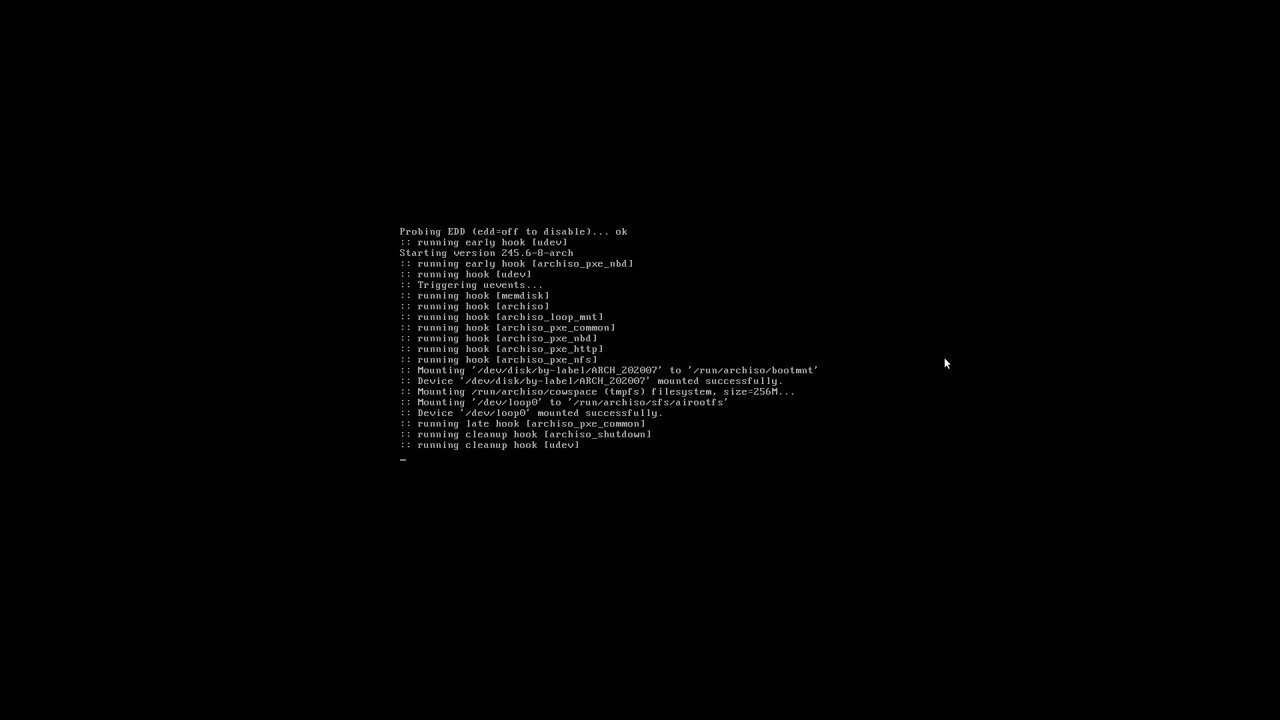 Probing EDD (edd=off to disable)... ok
:: running early hook [udev]
Starting version 245.6-8-arch
:: running early hook [archiso_pxe_nbd]
:: running hook [udev]
:: Triggering uevents...
:: running hook [memdisk]
:: running hook [archiso]
:: running hook [archiso_loop_mnt]
:: running hook [archiso_pxe_common]
:: running hook [archiso_pxe_nbd]
:: running hook [archiso_pxe_http]
:: running hook [archiso_pxe_nfs]
:: Mounting '/dev/disk/by-label/ARCH_202007' to '/run/archiso/bootmnt'
:: Device '/dev/disk/by-label/ARCH_202007' mounted successfully.
:: Mounting /run/archiso/cowspace (tmpfs) filesystem, size=256M...
:: Mounting '/dev/loop0' to '/run/archiso/sfs/airootfs'
:: Device '/dev/loop0' mounted successfully.
:: running late hook [archiso_pxe_common]
:: running cleanup hook [archiso_shutdown]
:: running cleanup hook [udev]
_